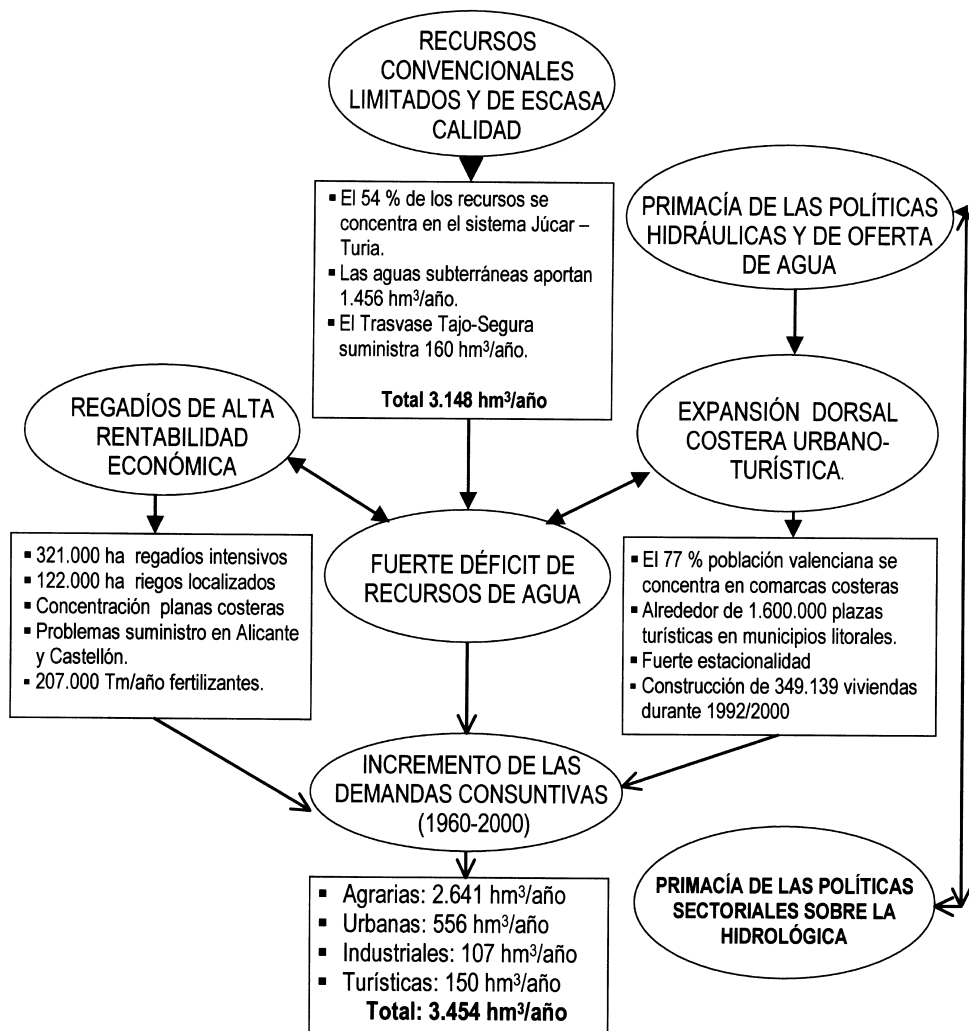 RECURSOS
CONVENCIONALES
LIMITADOS Y DE ESCASA
CALIDAD
▪ El 54 % de los recursos se
concentra en el sistema Júcar –
Turia.
▪ Las aguas subterráneas aportan
1.456 hm³/año.
▪ El Trasvase Tajo-Segura
suministra 160 hm³/año.
Total 3.148 hm³/año
PRIMACÍA DE LAS POLÍTICAS
HIDRÁULICAS Y DE OFERTA
DE AGUA
REGADÍOS DE ALTA
RENTABILIDAD
ECONÓMICA
EXPANSIÓN DORSAL
COSTERA URBANO-
TURÍSTICA.
▪ 321.000 ha regadíos intensivos
▪ 122.000 ha riegos localizados
▪ Concentración planas costeras
▪ Problemas suministro en Alicante
y Castellón.
▪ 207.000 Tm/año fertilizantes.
FUERTE DÉFICIT DE
RECURSOS DE AGUA
▪ El 77 % población valenciana se
concentra en comarcas costeras
▪ Alrededor de 1.600.000 plazas
turísticas en municipios litorales.
▪ Fuerte estacionalidad
▪ Construcción de 349.139 viviendas
durante 1992/2000
INCREMENTO DE LAS
DEMANDAS CONSUNTIVAS
(1960-2000)
▪ Agrarias: 2.641 hm³/año
▪ Urbanas: 556 hm³/año
▪ Industriales: 107 hm³/año
▪ Turísticas: 150 hm³/año
Total: 3.454 hm³/año
PRIMACÍA DE LAS POLÍTICAS
SECTORIALES SOBRE LA
HIDROLÓGICA